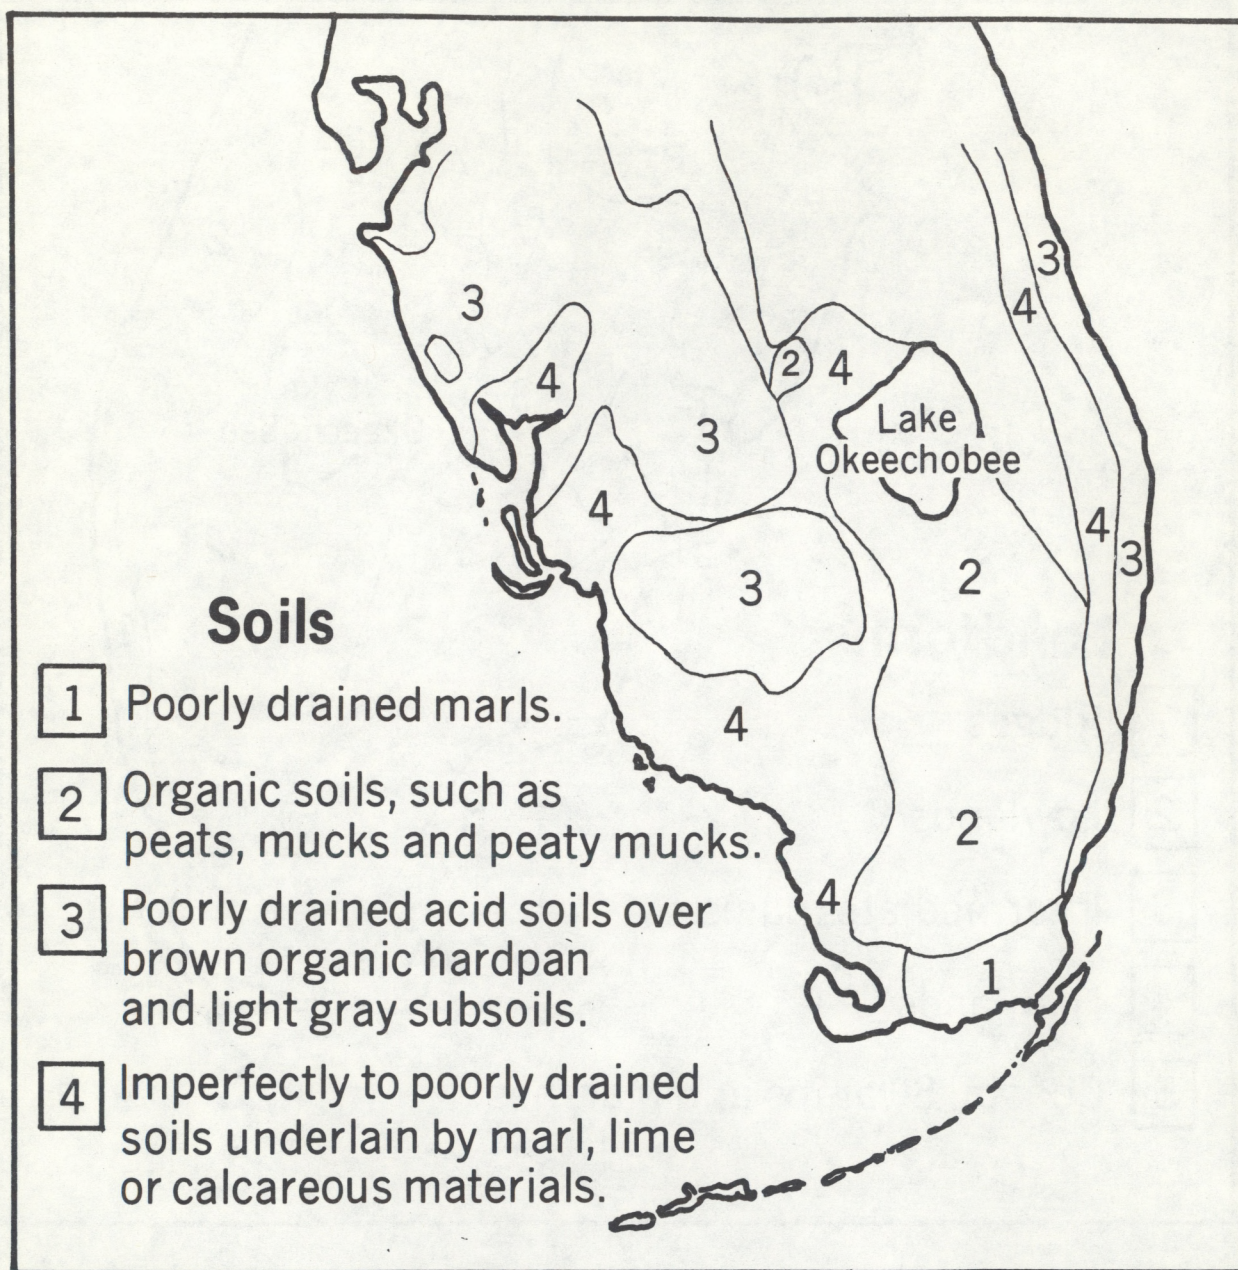 3
3
4
2
4
4
3
Lake
Okeechobee
4
4
3
2
3
Soils
1 Poorly drained marls.
4
2 Organic soils, such as
peats, mucks and peaty mucks.
2
3 Poorly drained acid soils over
brown organic hardpan
and light gray subsoils.
4
1
4 Imperfectly to poorly drained
soils underlain by marl, lime
or calcareous materials.